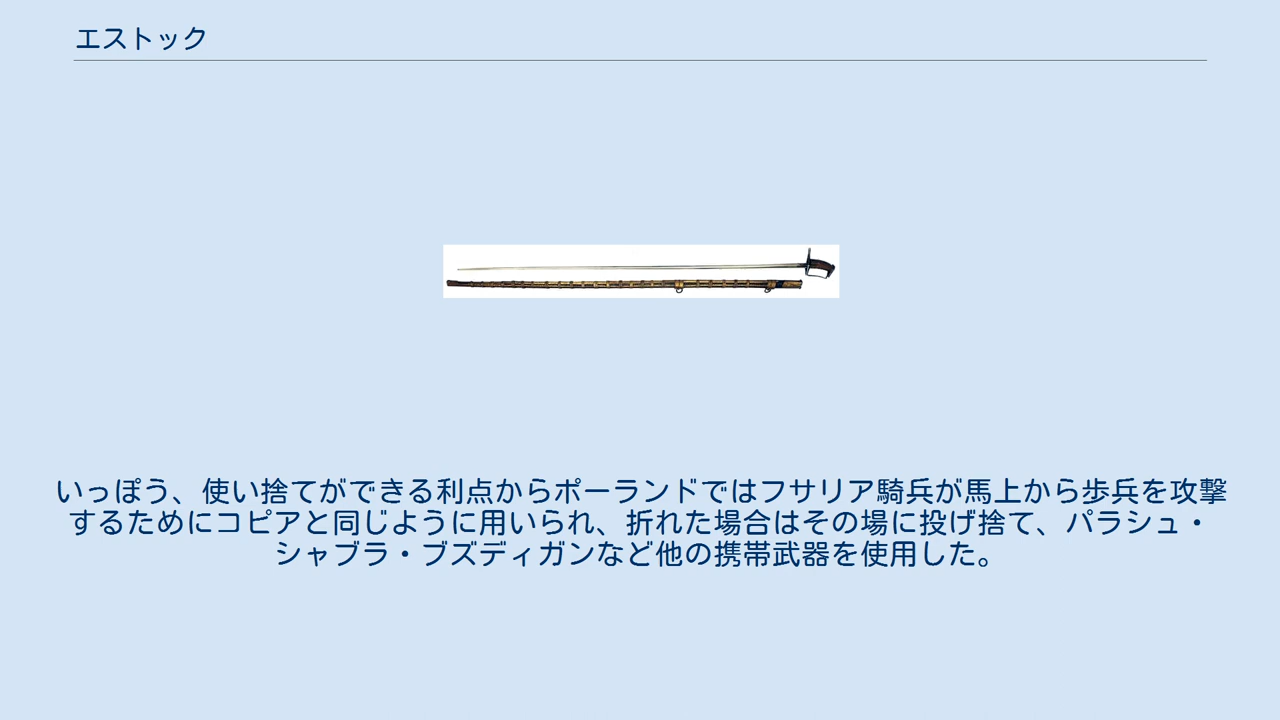 エストック
いっぽう、使い捨てができる利点からポーランドではフサリア騎兵が馬上から歩兵を攻撃
するためにコピアと同じように用いられ、折れた場合はその場に投げ捨て、パラシュ・
シャブラ・ブズディガンなど他の携帯武器を使用した。